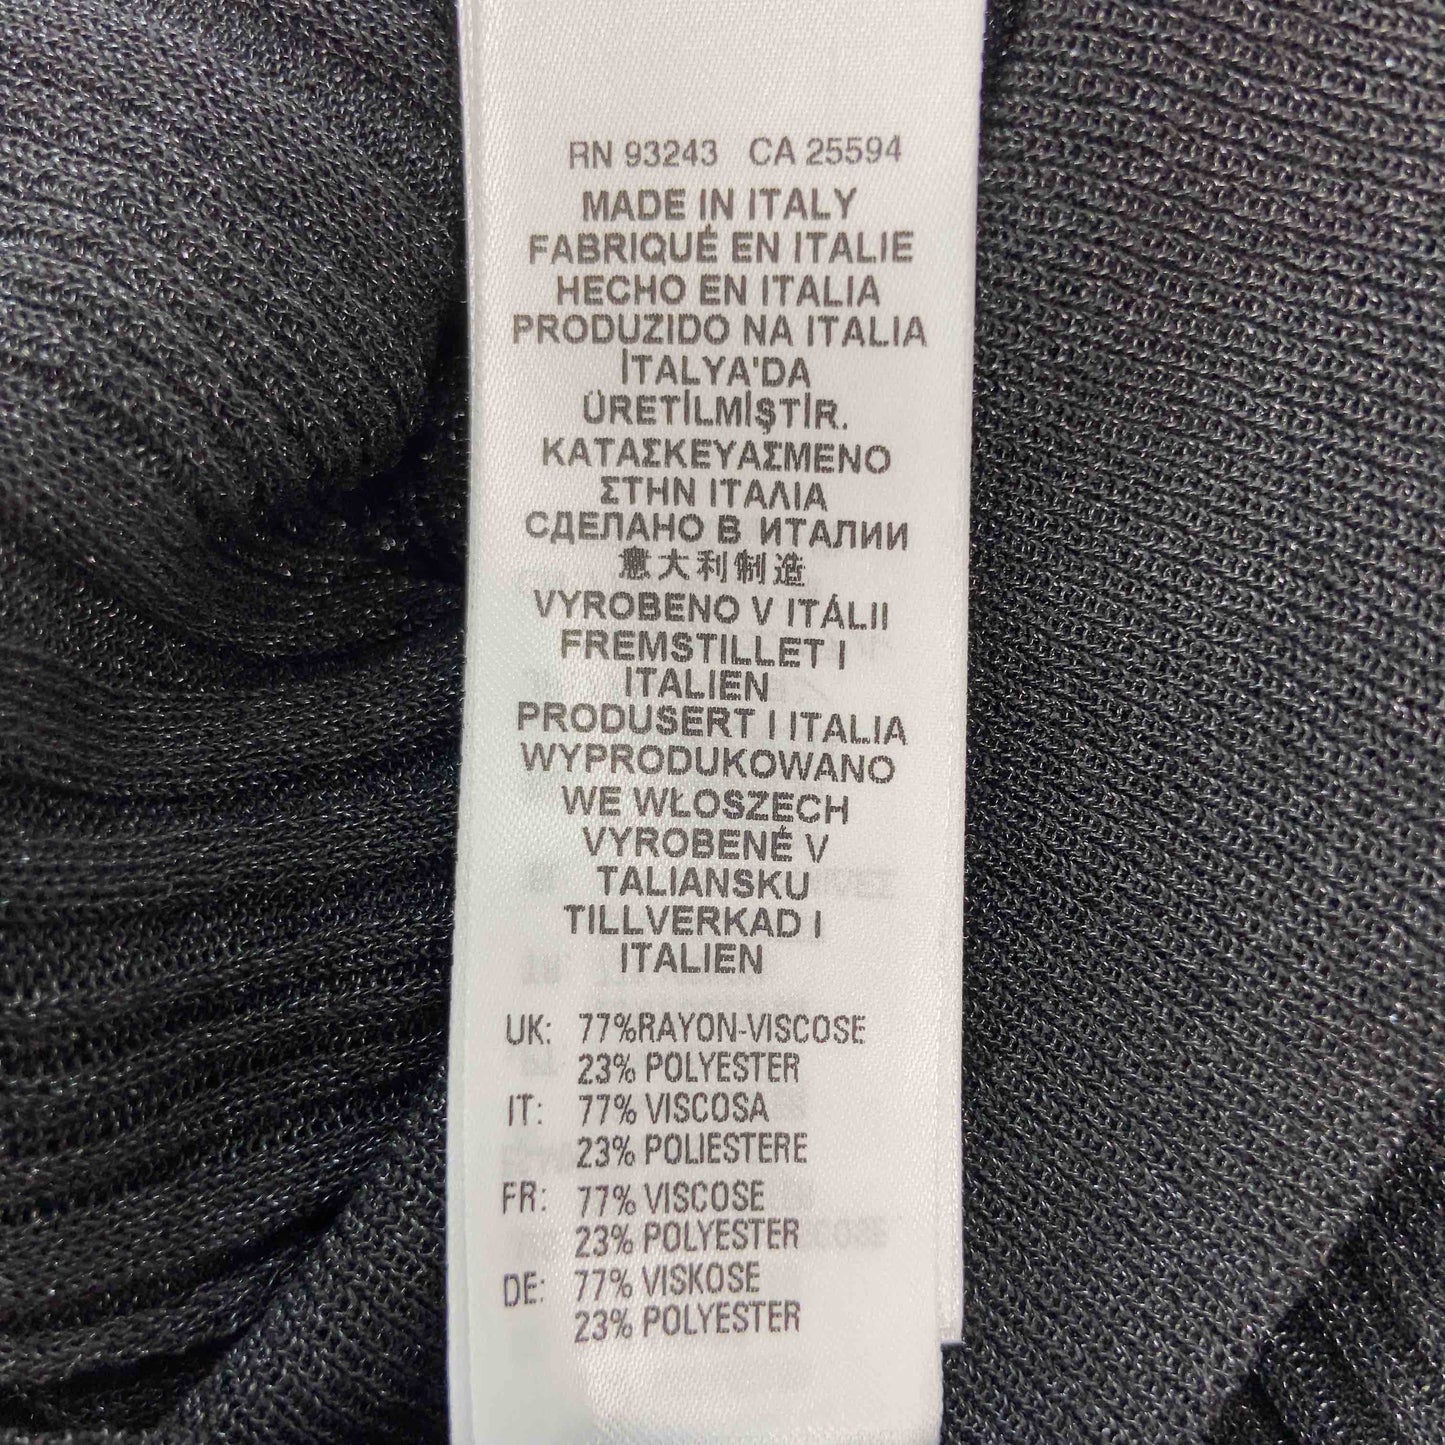 RN 93243 CA 25594
MADE IN ITALY
FABRIQUÉ EN ITALIE
HECHO EN ITALIA
PRODUZIDO NA ITALIA
İTALYA'DA
ÜRETİLMİŞTİR.
ΚΑΤΑΣΚΕΥΑΣΜΕΝΟ
ΣΤΗΝ ΙΤΑΛΙΑ
СДЕЛАНО В ИТАЛИИ
意大利制造
VYROBENO V ITÁLII
FREMSTILLET I
ITALIEN
PRODUSERT I ITALIA
WYPRODUKOWANO
WE WŁOSZECH
VYROBENÉ V
TALIANSKU
TILLVERKAD I
ITALIEN
UK: 77%RAYON-VISCOSE
23% POLYESTER
IT: 77% VISCOSA
23% POLIESTERE
FR: 77% VISCOSE
23% POLYESTER
DE: 77% VISKOSE
23% POLYESTER